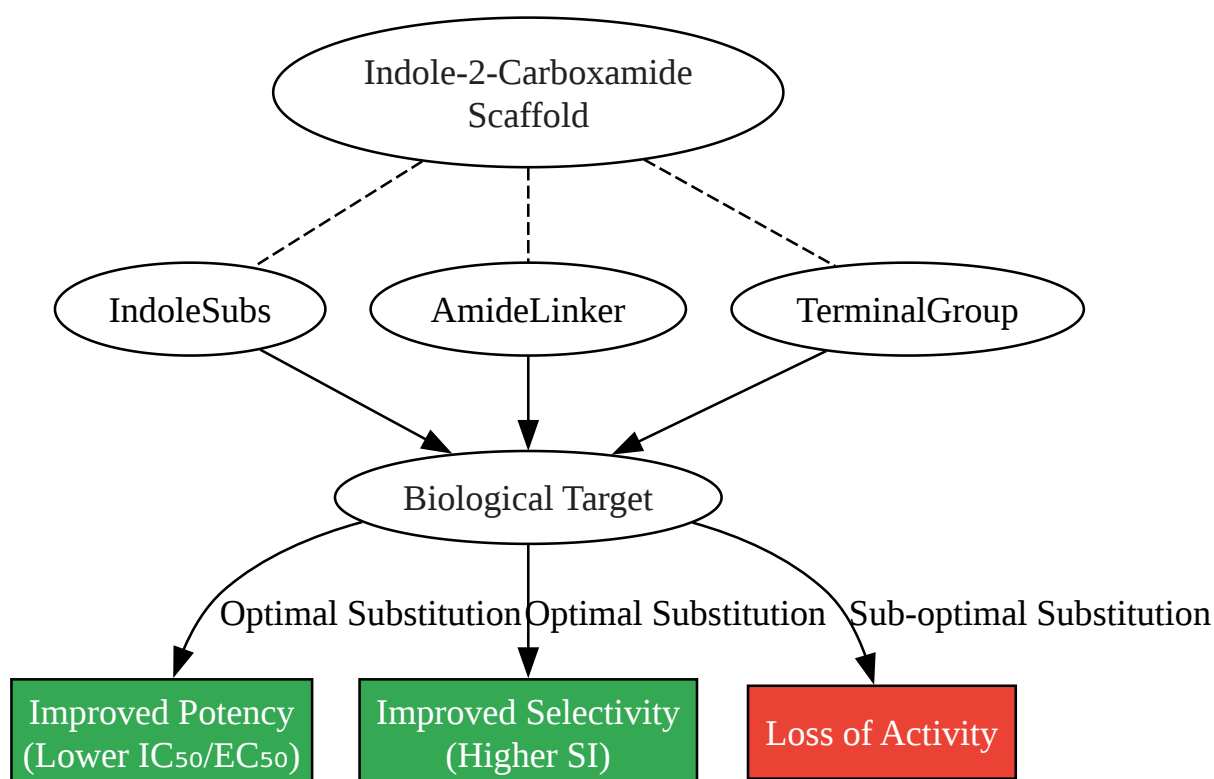 Indole-2-Carboxamide
Scaffold
IndoleSubs
AmideLinker
TerminalGroup
Biological Target
Optimal Substitution
Optimal Substitution
Sub-optimal Substitution
Improved Potency
(Lower IC₅₀/EC₅₀)
Improved Selectivity
(Higher SI)
Loss of Activity